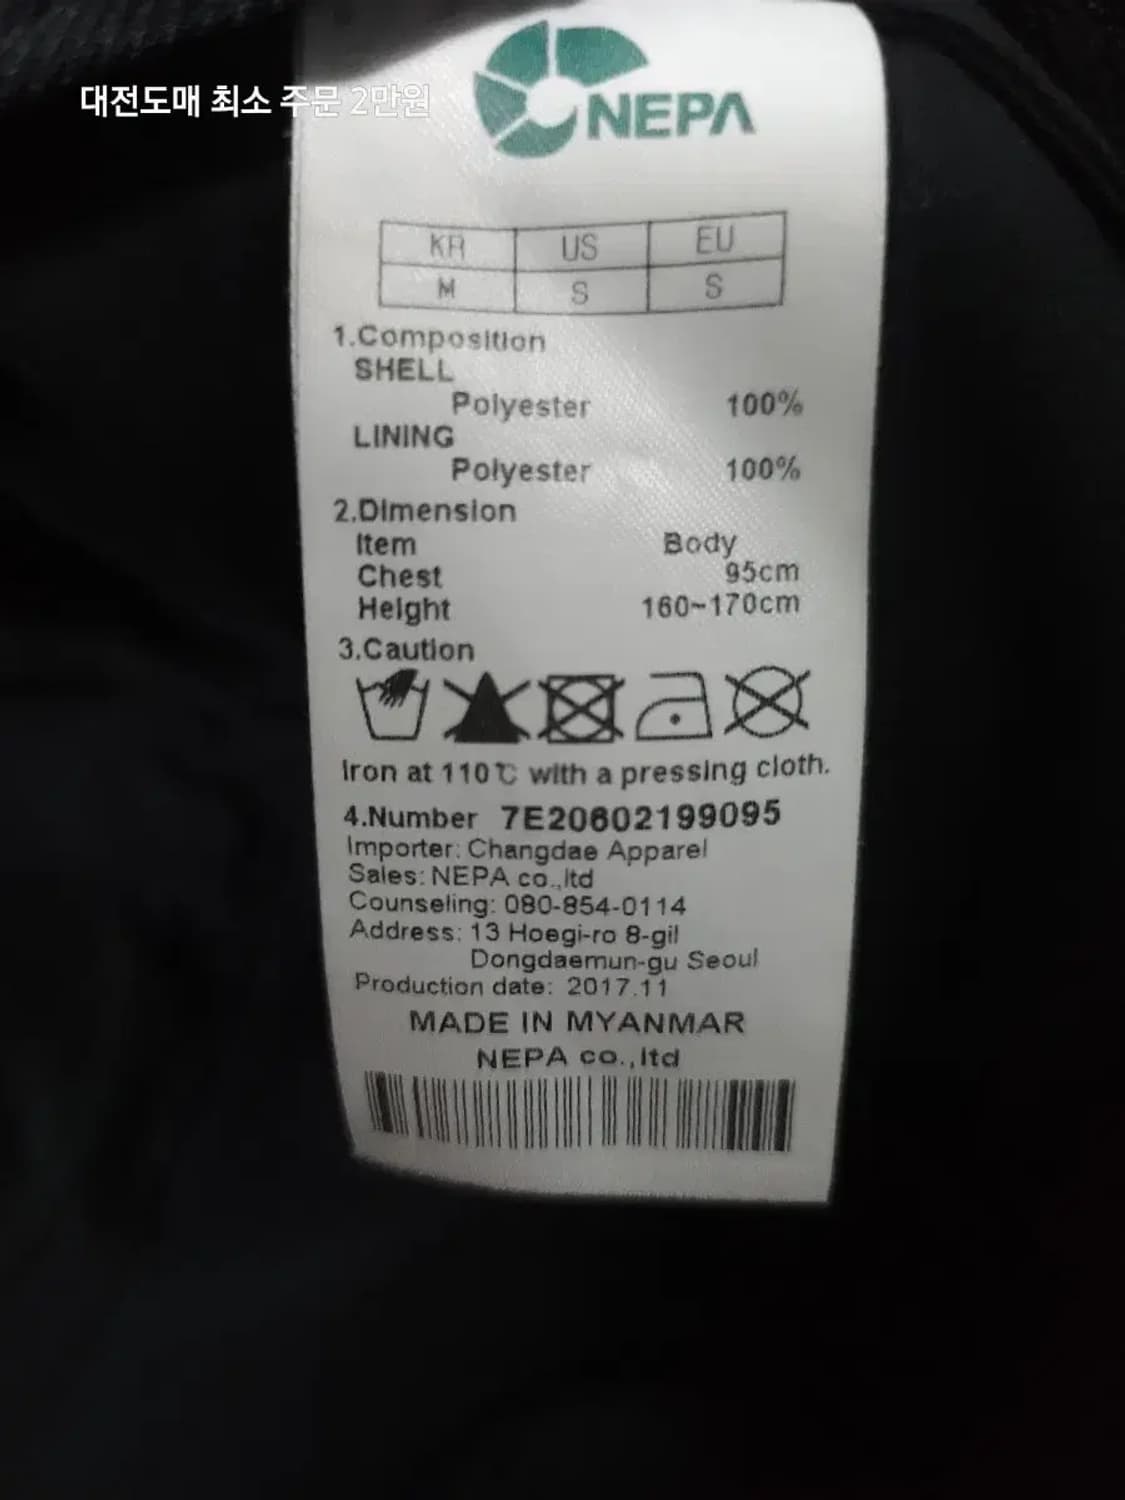 대전도매 최소 주문 2만원
NEPA
KR US EU
M S S
1.Composition
SHELL
Polyester 100%
LINING
Polyester 100%
2.Dimension
Item Body
Chest 95cm
Height 160~170cm
3.Caution
Iron at 110℃ with a pressing cloth.
4.Number 7E20602199095
Importer: Changdae Apparel
Sales: NEPA co.,ltd
Counseling: 080-854-0114
Address: 13 Hoegi-ro 8-gil
Dongdaemun-gu Seoul
Production date: 2017.11
MADE IN MYANMAR
NEPA co.,ltd